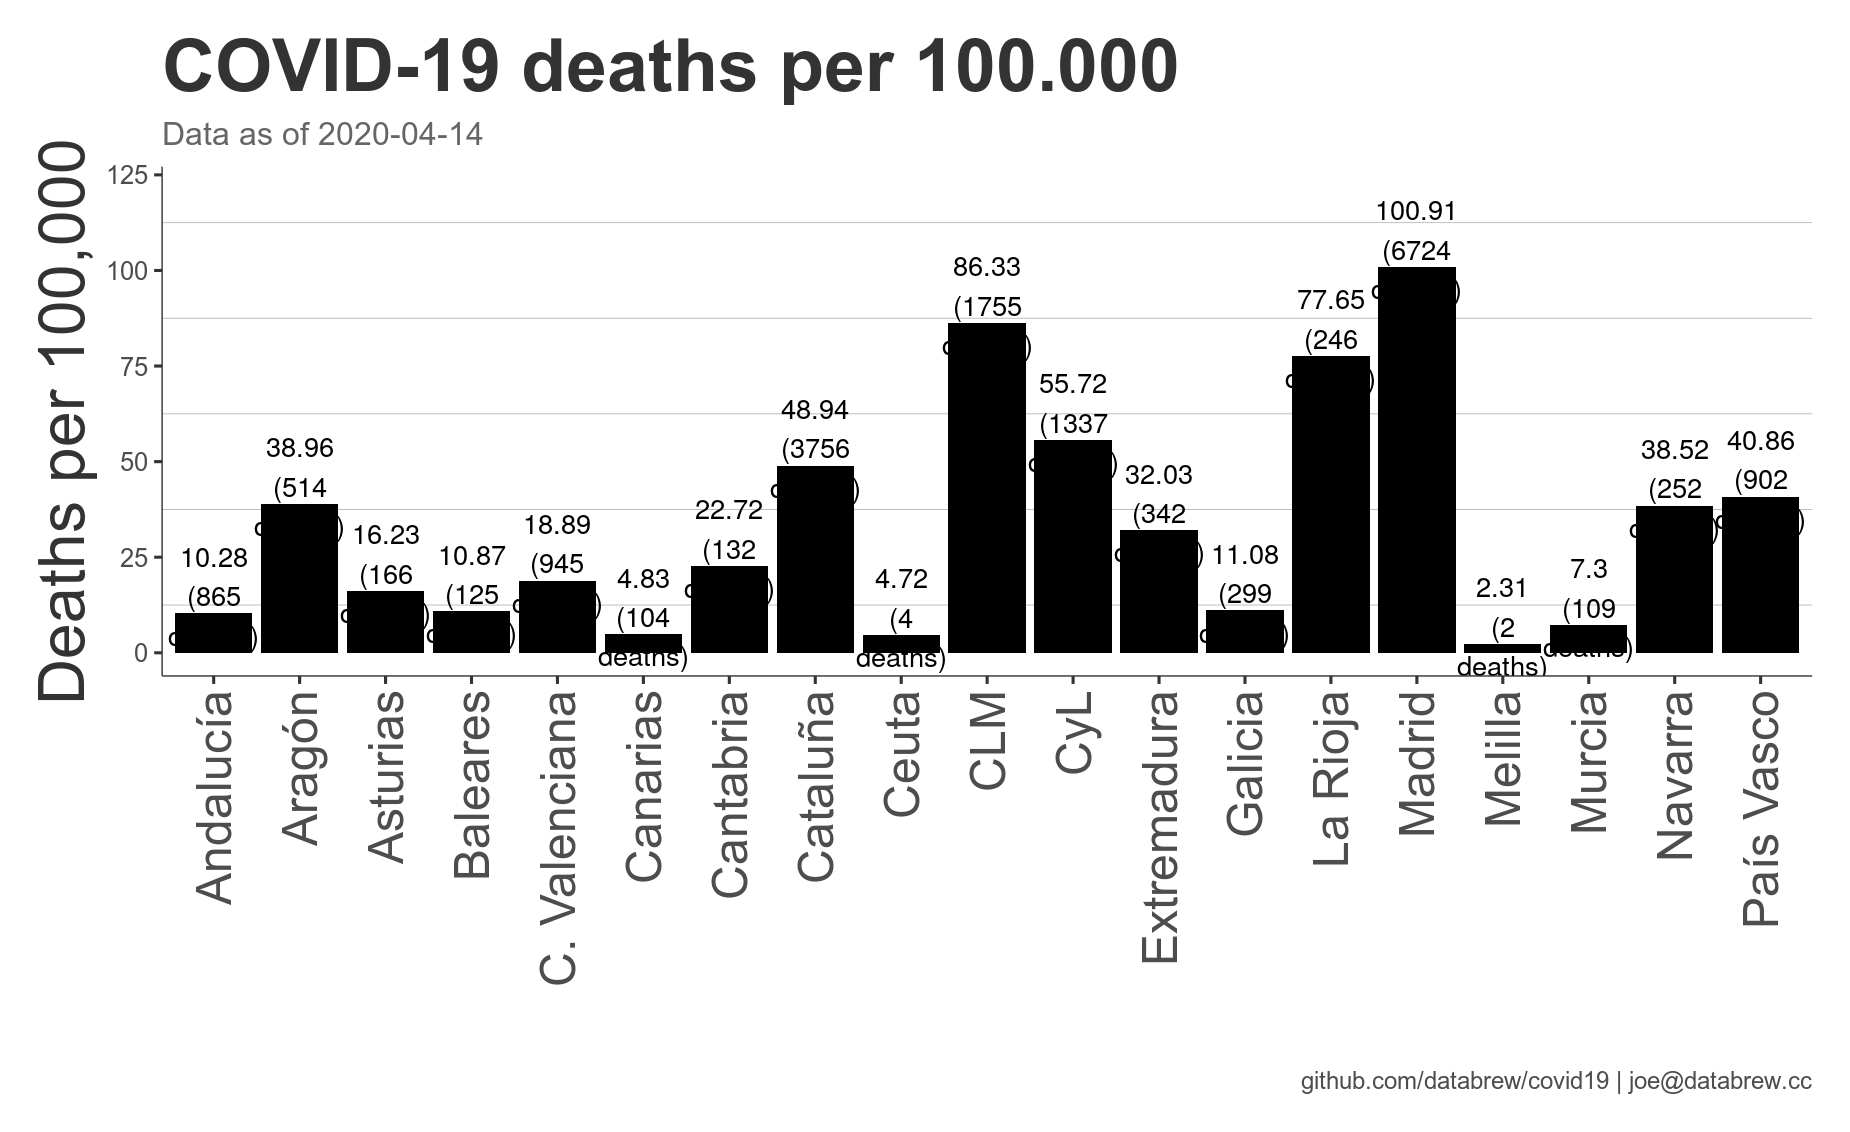 COVID-19 deaths per 100.000
Data as of 2020-04-14
Deaths per 100,000
125
100
75
50
25
0
10.28
(865
38.96
(514
16.23
(166
10.87
(125
18.89
(945
4.83
(104
deaths)
22.72
(132
48.94
(3756
4.72
(4
deaths)
86.33
(1755
55.72
(1337
32.03
(342
11.08
(299
77.65
(246
100.91
(6724
2.31
(2
deaths)
7.3
(109
deaths)
38.52
(252
40.86
(902
Andalucía
Aragón
Asturias
Baleares
C. Valenciana
Canarias
Cantabria
Cataluña
Ceuta
CLM
CyL
Extremadura
Galicia
La Rioja
Madrid
Melilla
Murcia
Navarra
País Vasco
github.com/databrew/covid19 | joe@databrew.cc